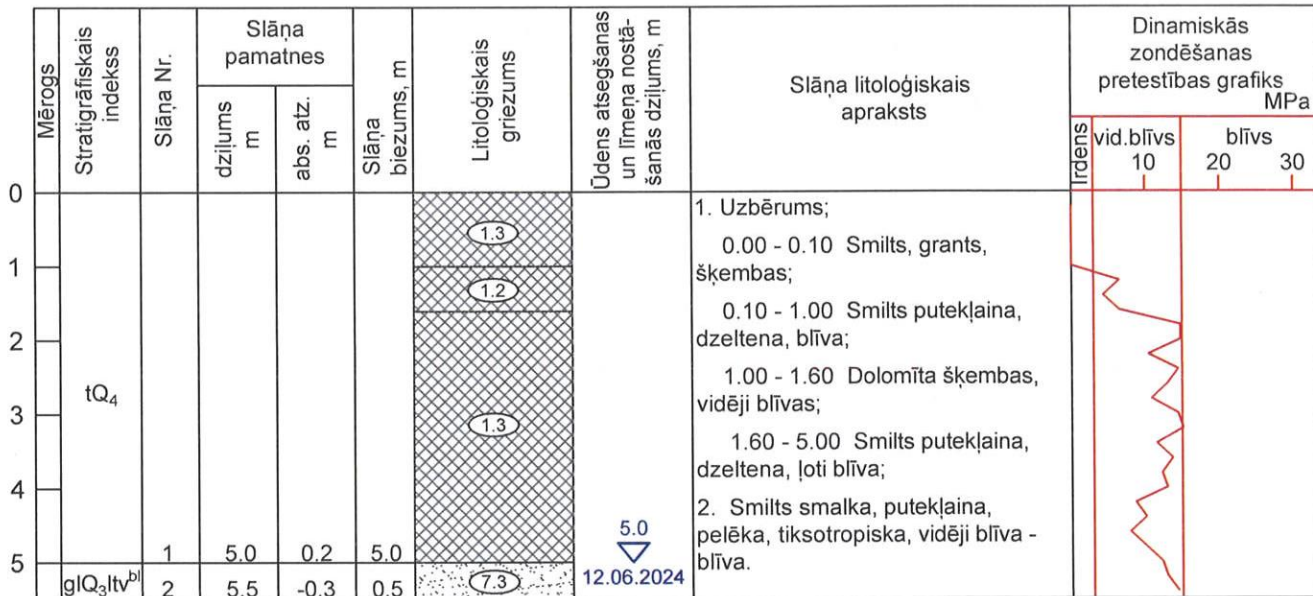 Mērogs
Stratigrāfiskais
indekss
Slāņa Nr.
Slāņa
pamatnes
dziļums
m
abs. atz.
m
Slāņa
biezums, m
Litoloģiskais
griezums
Ūdens atsegšanas
un līmeņa nostā-
šanās dziļums, m
Slāņa litoloģiskais
apraksts
Dinamiskās
zondēšanas
pretestības grafiks
MPa
Irdens
vid.blīvs
blīvs
10 20 30
0
1
2
3
4
5
tQ₄
1 5.0 0.2 5.0
glQ₃ltvᵇˡ 2 5.5 -0.3 0.5
1.3
1.2
1.3
7.3
5.0
12.06.2024
1. Uzbērums;
0.00 - 0.10 Smilts, grants,
šķembas;
0.10 - 1.00 Smilts putekļaina,
dzeltena, blīva;
1.00 - 1.60 Dolomīta šķembas,
vidēji blīvas;
1.60 - 5.00 Smilts putekļaina,
dzeltena, ļoti blīva;
2. Smilts smalka, putekļaina,
pelēka, tiksotropiska, vidēji blīva -
blīva.